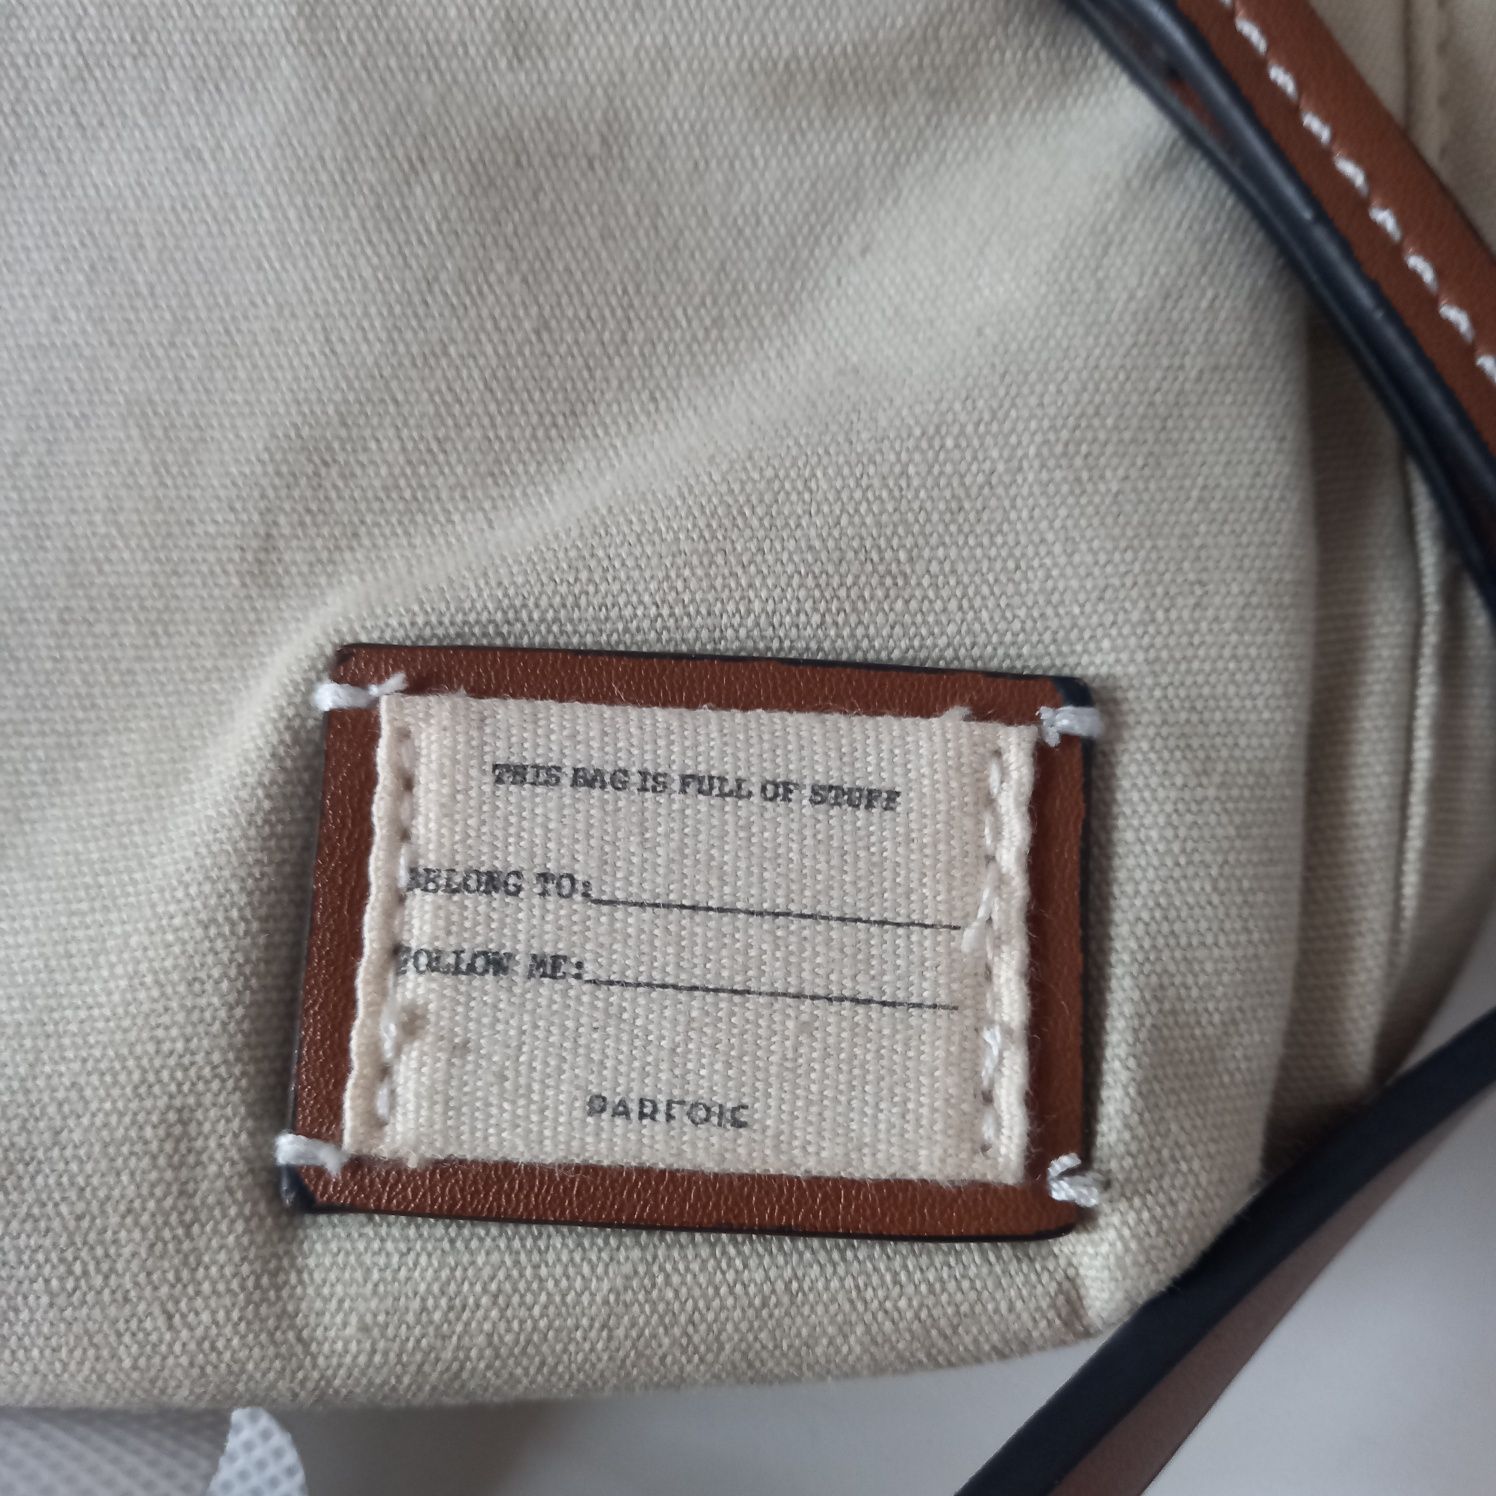 THIS BAG IS FULL OF STUFF
BELONG TO:
FOLLOW ME:
PARFOIS